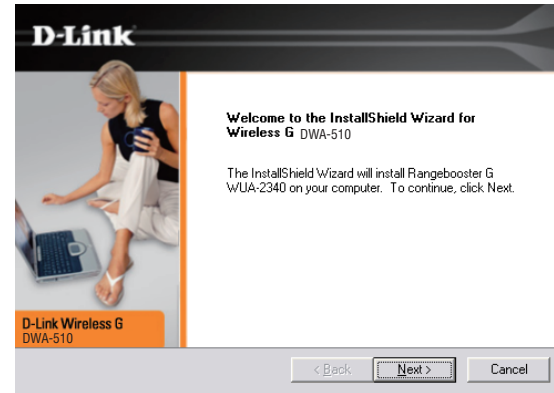 D-Link
Welcome to the InstallShield Wizard for
Wireless G DWA-510
The InstallShield Wizard will install Rangebooster G
WUA-2340 on your computer. To continue, click Next.
D-Link Wireless G
DWA-510
< Back
Next >
Cancel